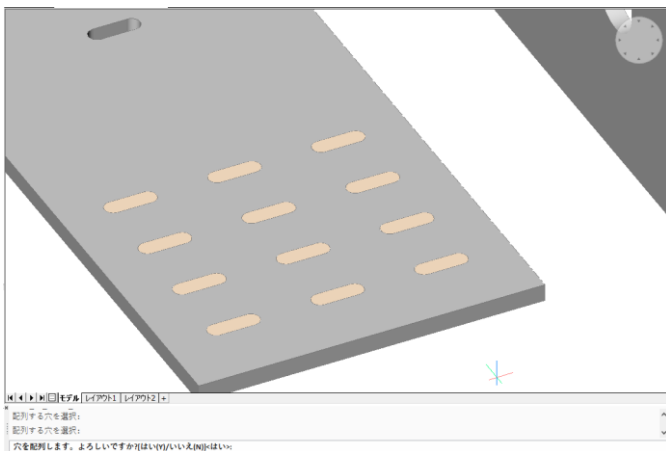 モデル レイアウト1 レイアウト2 +
配列する穴を選択:
配列する穴を選択:
穴を配列します。よろしいですか?[はい(Y)/いいえ(N)]<はい>: